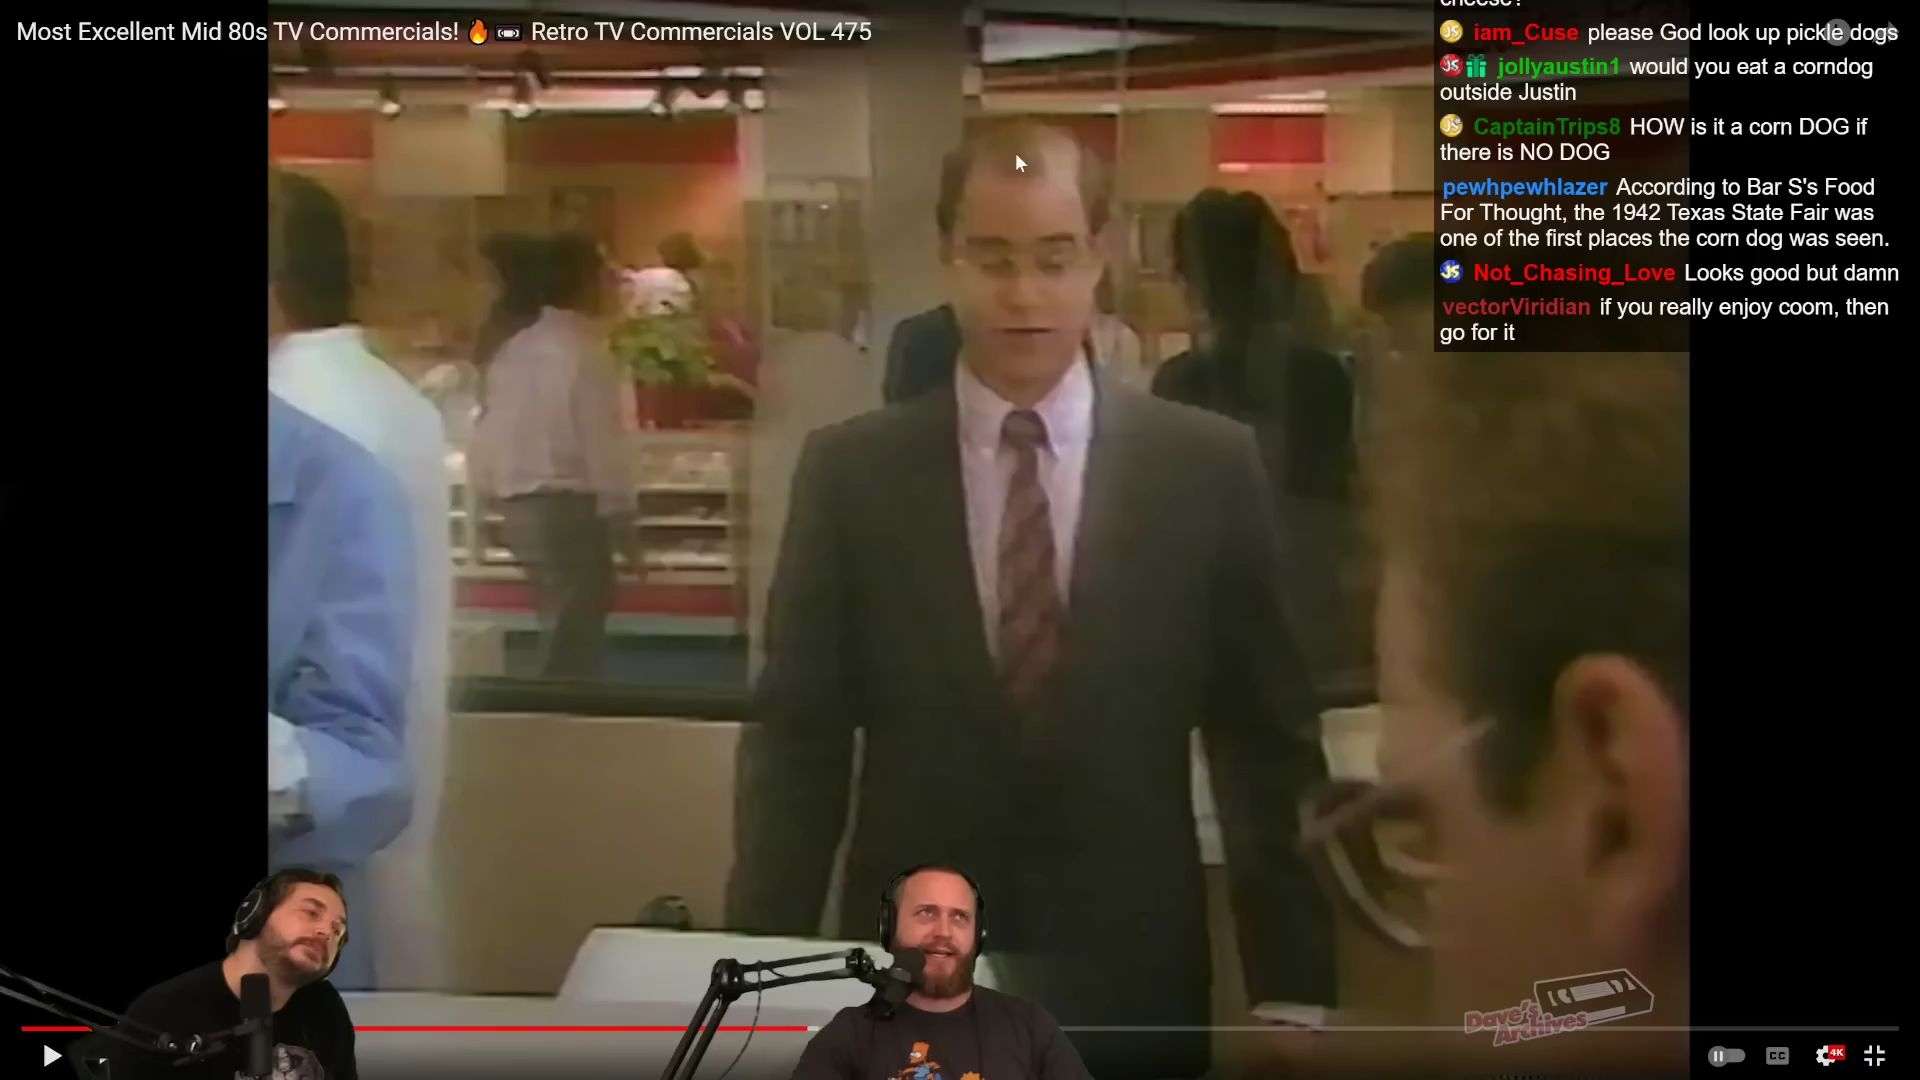 Most Excellent Mid 80s TV Commercials! 🔥📼 Retro TV Commercials VOL 475
cheese?
iam_Cuse please God look up pickle dogs
jollyaustin1 would you eat a corndog
outside Justin
CaptainTrips8 HOW is it a corn DOG if
there is NO DOG
pewhpewhlazer According to Bar S's Food
For Thought, the 1942 Texas State Fair was
one of the first places the corn dog was seen.
Not_Chasing_Love Looks good but damn
vectorViridian if you really enjoy coom, then
go for it
Dave's
Archives
CC
4K